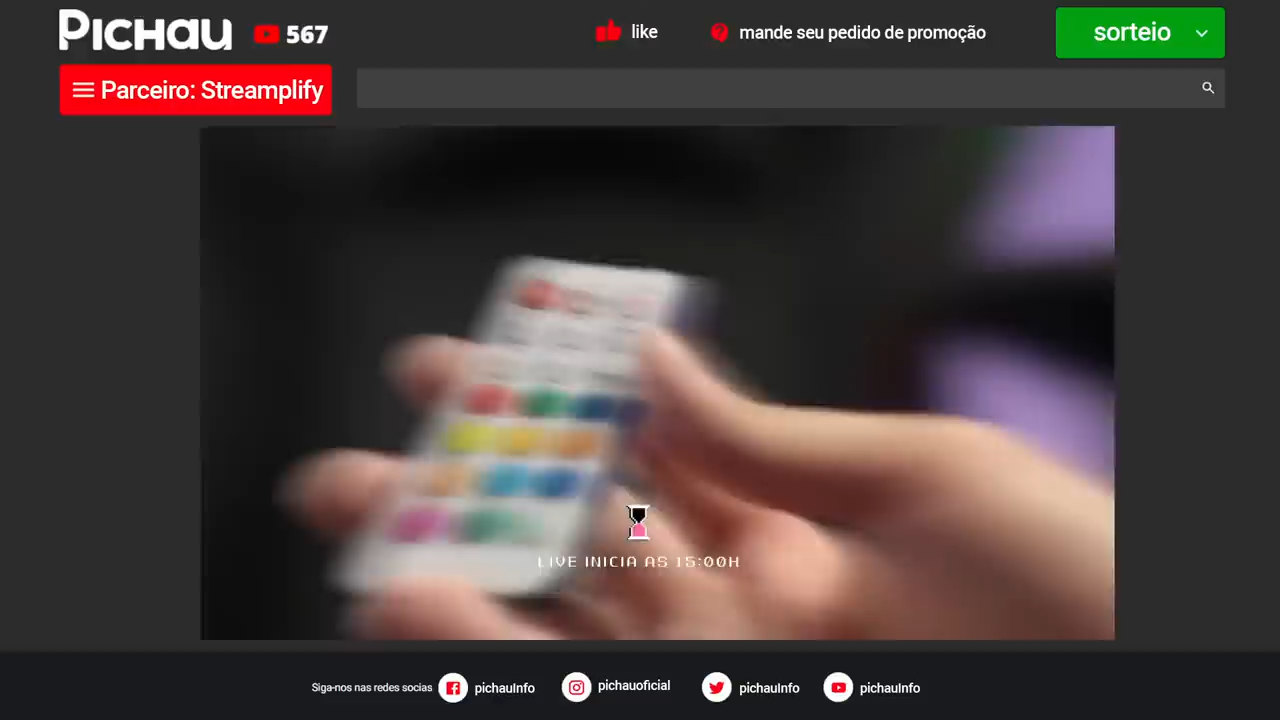 PICHAU
567
like
mande seu pedido de promoção
sorteio
Parceiro: Streamplify
LIVE INICIA AS 15:00H
Siga-nos nas redes socias
pichauInfo
pichauoficial
pichauInfo
pichauInfo